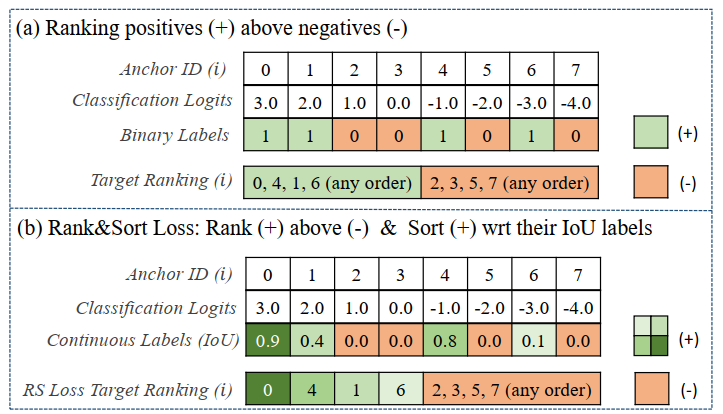 (a) Ranking positives (+) above negatives (-)
Anchor ID (i) 0 1 2 3 4 5 6 7
Classification Logits 3.0 2.0 1.0 0.0 -1.0 -2.0 -3.0 -4.0
Binary Labels 1 1 0 0 1 0 1 0 (+)
Target Ranking (i) 0, 4, 1, 6 (any order) 2, 3, 5, 7 (any order) (-)
(b) Rank&Sort Loss: Rank (+) above (-) & Sort (+) wrt their IoU labels
Anchor ID (i) 0 1 2 3 4 5 6 7
Classification Logits 3.0 2.0 1.0 0.0 -1.0 -2.0 -3.0 -4.0
Continuous Labels (IoU) 0.9 0.4 0.0 0.0 0.8 0.0 0.1 0.0 (+)
RS Loss Target Ranking (i) 0 4 1 6 2, 3, 5, 7 (any order) (-)